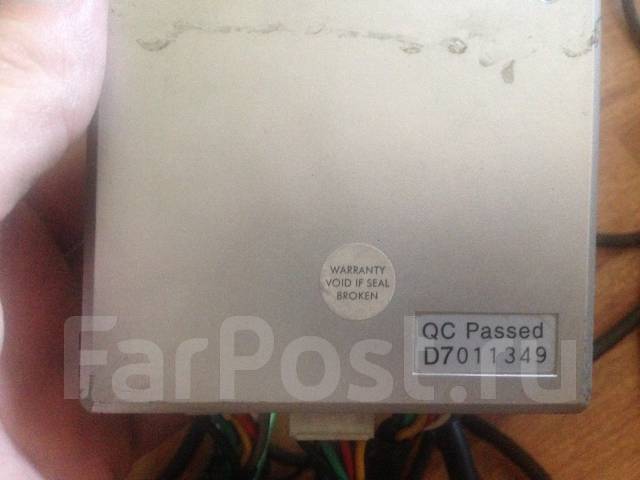 WARRANTY
VOID IF SEAL
BROKEN
QC Passed
D7011349
FarPost.ru